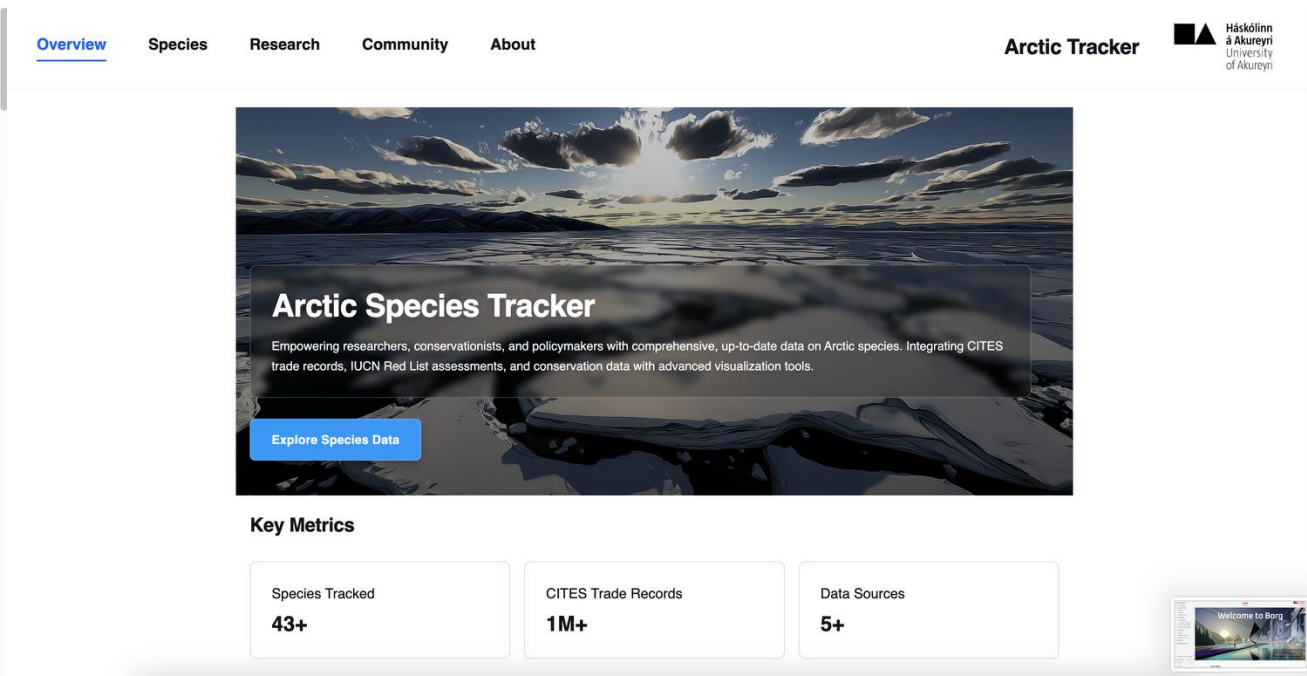 Overview Species Research Community About
Arctic Tracker
Háskólinn
á Akureyri
University
of Akureyri
Arctic Species Tracker
Empowering researchers, conservationists, and policymakers with comprehensive, up-to-date data on Arctic species. Integrating CITES
trade records, IUCN Red List assessments, and conservation data with advanced visualization tools.
Explore Species Data
Key Metrics
Species Tracked
43+
CITES Trade Records
1M+
Data Sources
5+
Welcome to Borg